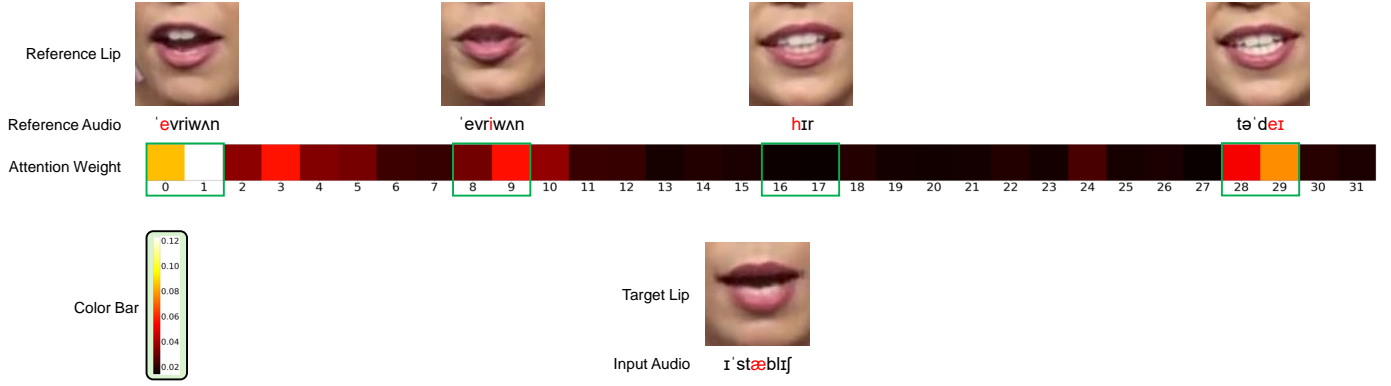 Reference Lip
Reference Audio
ˈevriwʌn
ˈevriwʌn
hɪr
təˈdeɪ
Attention Weight
0 1 2 3 4 5 6 7 8 9 10 11 12 13 14 15 16 17 18 19 20 21 22 23 24 25 26 27 28 29 30 31
Color Bar
0.12
0.10
0.08
0.06
0.04
0.02
Target Lip
Input Audio
ɪˈstæblɪʃ